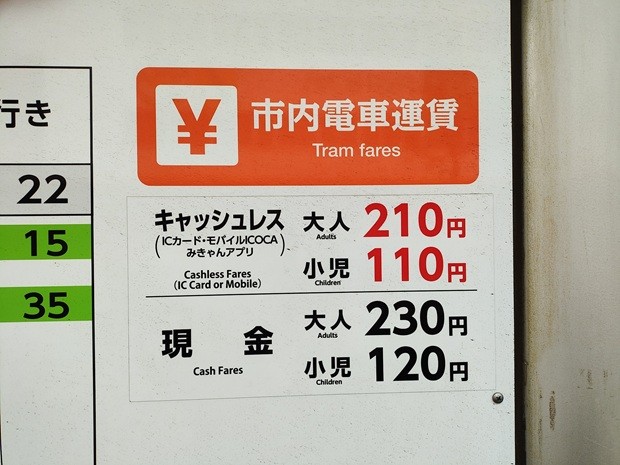 行き
22
15
35
¥ 市内電車運賃
Tram fares
キャッシュレス
(ICカード・モバイルICOCA)
みきゃんアプリ
Cashless Fares
(IC Card or Mobile)
大人 210円
Adults
小児 110円
Children
現金
Cash Fares
大人 230円
Adults
小児 120円
Children